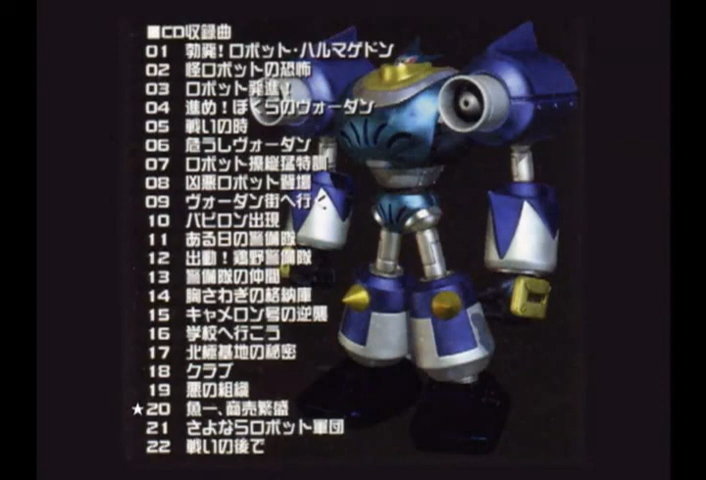 ■CD収録曲
01 勃発!ロボット・ハルマゲドン
02 怪ロボットの恐怖
03 ロボット発進!
04 進め!ぼくらのヴォーダン
05 戦いの時
06 危うしヴォーダン
07 ロボット操縦猛特訓
08 凶悪ロボット登場
09 ヴォーダン街へ行く
10 バビロン出現
11 ある日の警備隊
12 出動!鶏野警備隊
13 警備隊の仲間
14 胸さわぎの格納庫
15 キャメロン号の逆襲
16 学校へ行こう
17 北極基地の秘密
18 クラブ
19 悪の組織
★20 魚一、商売繁盛
21 さよならロボット軍団
22 戦いの後で